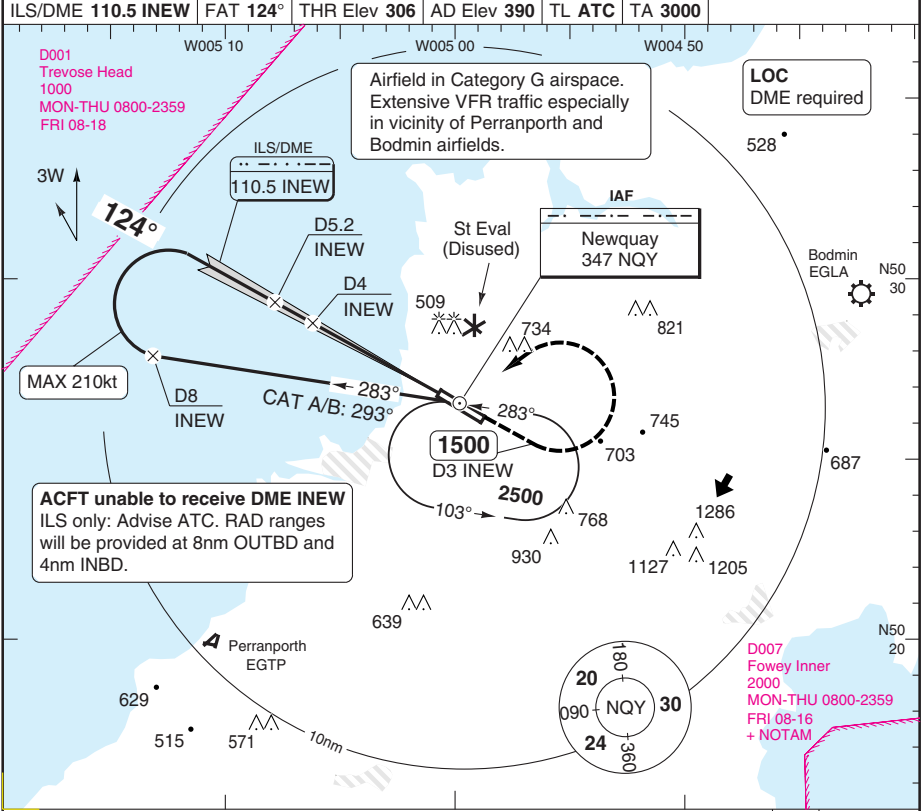 ILS/DME 110.5 INEW FAT 124° THR Elev 306 AD Elev 390 TL ATC TA 3000
W005 10
W005 00
W004 50
D001
Trevose Head
1000
MON-THU 0800-2359
FRI 08-18
Airfield in Category G airspace.
Extensive VFR traffic especially
in vicinity of Perranporth and
Bodmin airfields.
LOC
DME required
528
ILS/DME
110.5 INEW
3W
124°
D5.2
INEW
D4
INEW
St Eval
(Disused)
IAF
Newquay
347 NQY
Bodmin
EGLA
N50
30
509
734
821
MAX 210kt
D8
INEW
283°
CAT A/B: 293°
283°
1500
D3 INEW
745
703
687
2500
103°
768
930
1286
1127
1205
ACFT unable to receive DME INEW
ILS only: Advise ATC. RAD ranges
will be provided at 8nm OUTBD and
4nm INBD.
639
Perranporth
EGTP
629
515
571
10nm
180
20
090
NQY
30
24
360
N50
20
D007
Fowey Inner
2000
MON-THU 0800-2359
FRI 08-16
+ NOTAM